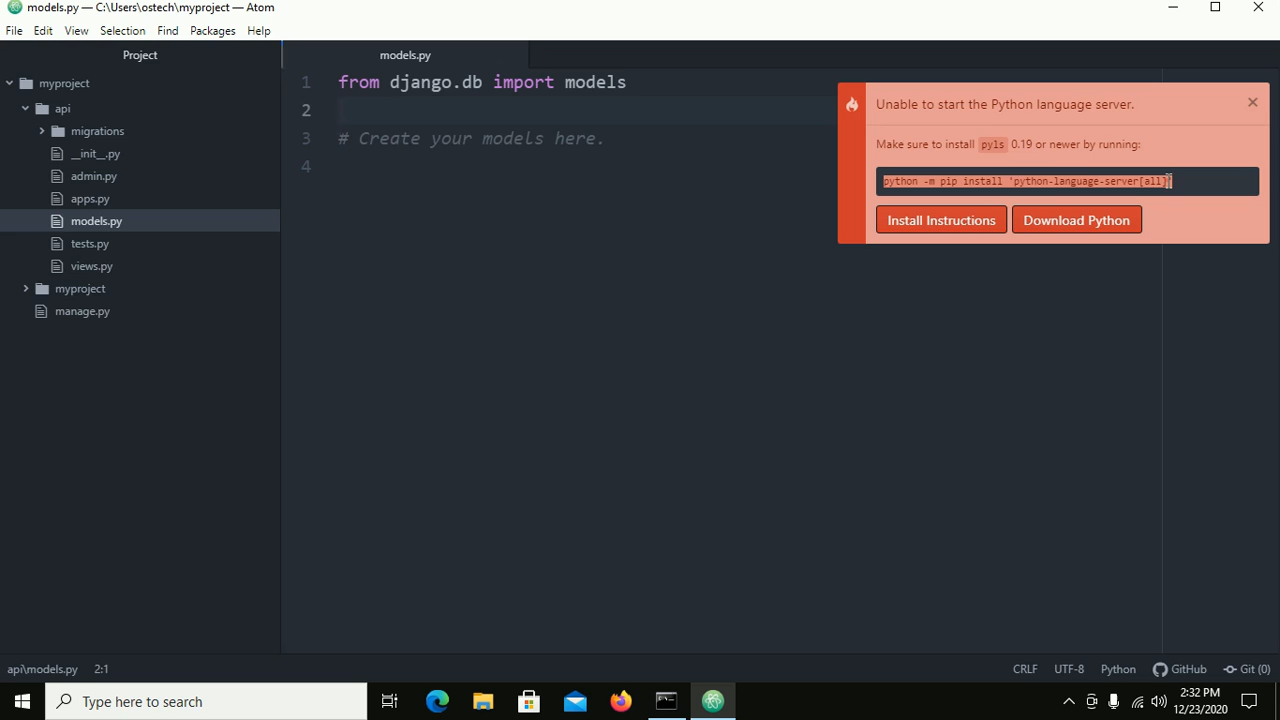 models.py — C:\Users\ostech\myproject — Atom
File Edit View Selection Find Packages Help
Project
myproject
api
migrations
__init__.py
admin.py
apps.py
models.py
tests.py
views.py
myproject
manage.py
models.py
1 from django.db import models
2
3 # Create your models here.
4
Unable to start the Python language server.
Make sure to install pyls 0.19 or newer by running:
python -m pip install 'python-language-server[all]'
Install Instructions Download Python
api\models.py 2:1 CRLF UTF-8 Python GitHub Git (0)
Type here to search
2:32 PM
12/23/2020